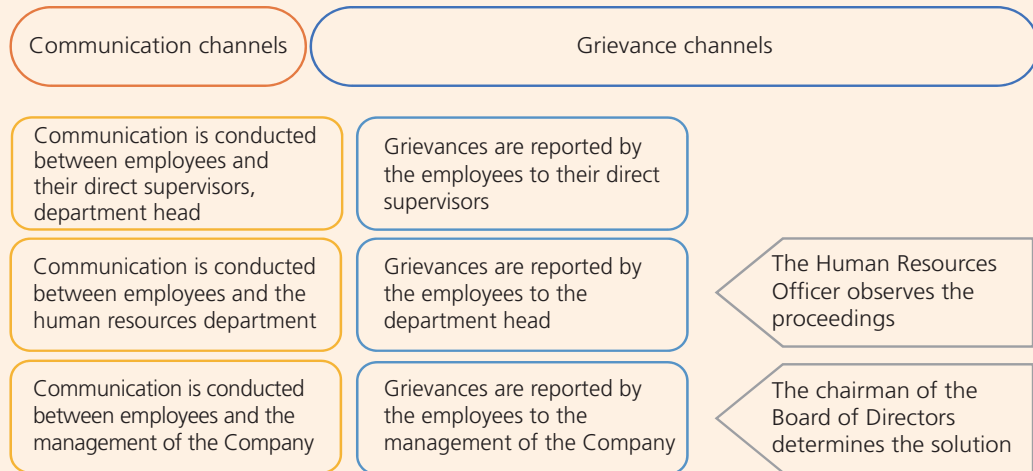 Communication channels
Grievance channels
Communication is conducted
between employees and
their direct supervisors,
department head
Grievances are reported by
the employees to their direct
supervisors
Communication is conducted
between employees and the
human resources department
Grievances are reported by
the employees to the
department head
The Human Resources
Officer observes the
proceedings
Communication is conducted
between employees and the
management of the Company
Grievances are reported by
the employees to the
management of the Company
The chairman of the
Board of Directors
determines the solution